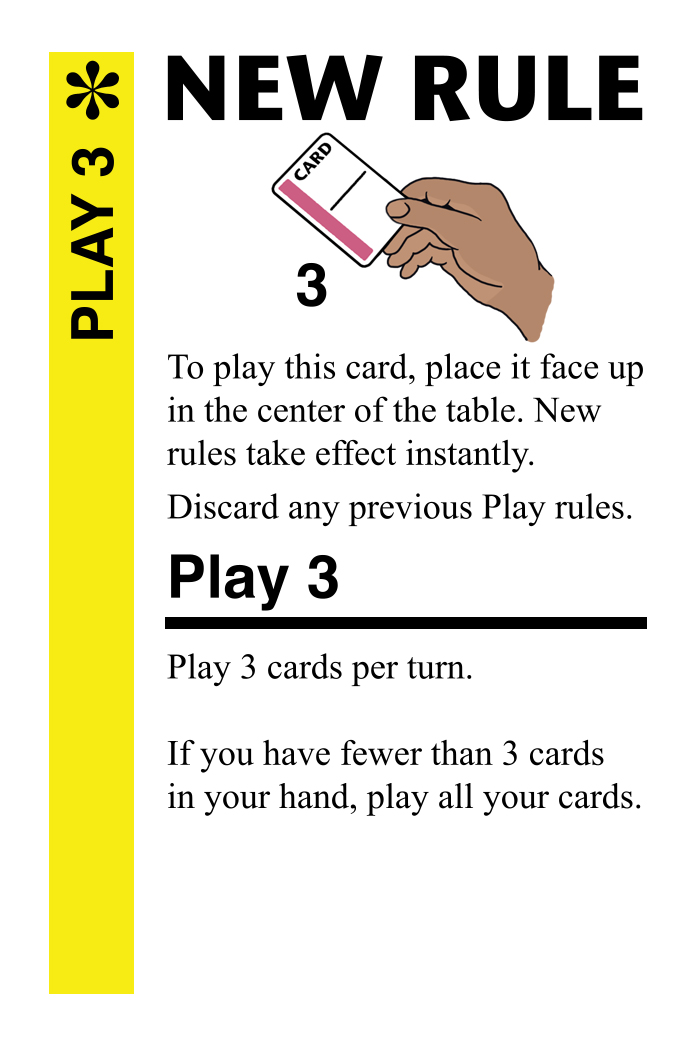 PLAY 3 *
NEW RULE
CARD
3
To play this card, place it face up
in the center of the table. New
rules take effect instantly.
Discard any previous Play rules.
Play 3
Play 3 cards per turn.
If you have fewer than 3 cards
in your hand, play all your cards.